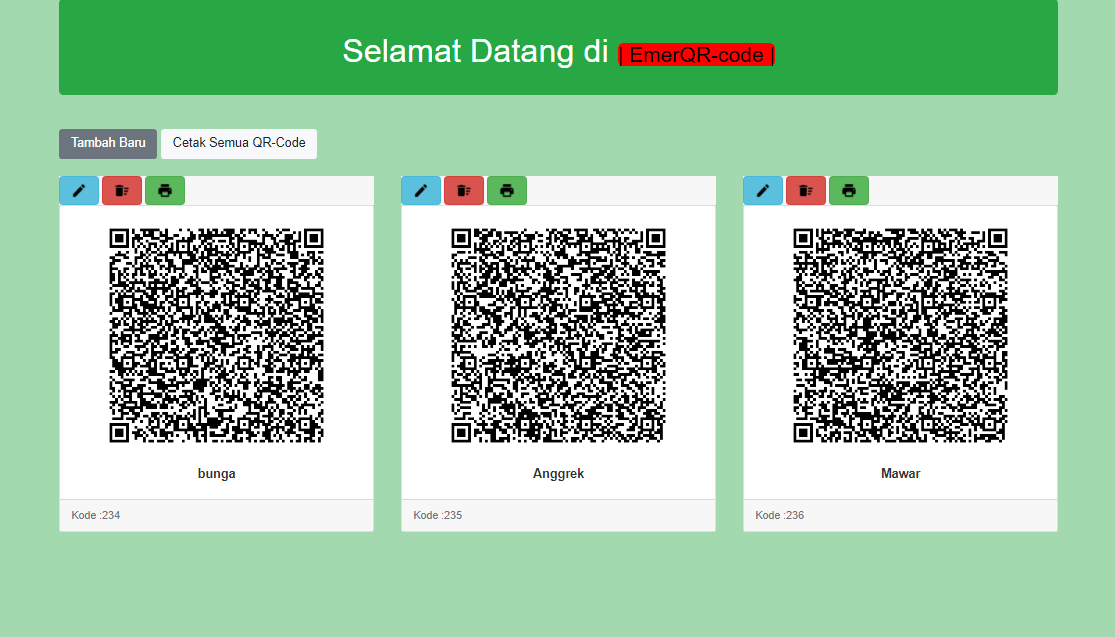 Selamat Datang di | EmerQR-code |
Tambah Baru Cetak Semua QR-Code
bunga
Kode :234
Anggrek
Kode :235
Mawar
Kode :236